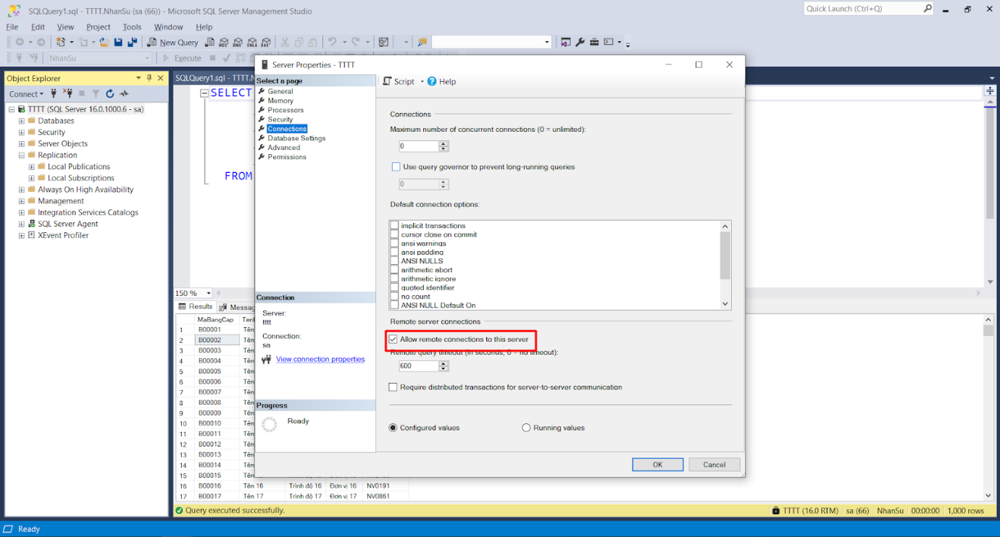 SQLQuery1.sql - TTTT.NhanSu (sa (66)) - Microsoft SQL Server Management Studio
Quick Launch (Ctrl+Q)
File Edit View Project Tools Window Help
New Query
MDX DMX XMLA DAX
NhanSu
Execute
Object Explorer
Connect
TTTT (SQL Server 16.0.1000.6 - sa)
Databases
Security
Server Objects
Replication
Local Publications
Local Subscriptions
Always On High Availability
Management
Integration Services Catalogs
SQL Server Agent
XEvent Profiler
SQLQuery1.sql - TTTT.N
SELECT
FROM
150 %
Results Messag
MaBangCap Tenl
1 B00001 Tên
2 B00002 Tên
3 B00003 Tên
4 B00004 Tên
5 B00005 Tên
6 B00006 Tên
7 B00007 Tên
8 B00008 Tên
9 B00009 Tên
10 B00010 Tên
11 B00011 Tên
12 B00012 Tên
13 B00013 Tên
14 B00014 Tên
15 B00015
16 B00016 Tên 16 Trình độ 16 Đơn vị 16 NV0191
17 B00017 Tên 17 Trình độ 17 Đơn vị 17 NV0861
Server Properties - TTTT
Select a page
General
Memory
Processors
Security
Connections
Database Settings
Advanced
Permissions
Connection
Server:
tttt
Connection:
sa
View connection properties
Progress
Ready
Script Help
Connections
Maximum number of concurrent connections (0 = unlimited):
0
Use query governor to prevent long-running queries
0
Default connection options:
implicit transactions
cursor close on commit
ansi warnings
ansi padding
ANSI NULLS
arithmetic abort
arithmetic ignore
quoted identifier
no count
ANSI NULL Default On
Remote server connections
Allow remote connections to this server
Remote query timeout (in seconds, 0 = no timeout):
600
Require distributed transactions for server-to-server communication
Configured values Running values
OK Cancel
Query executed successfully.
TTTT (16.0 RTM) sa (66) NhanSu 00:00:00 1,000 rows
Ready